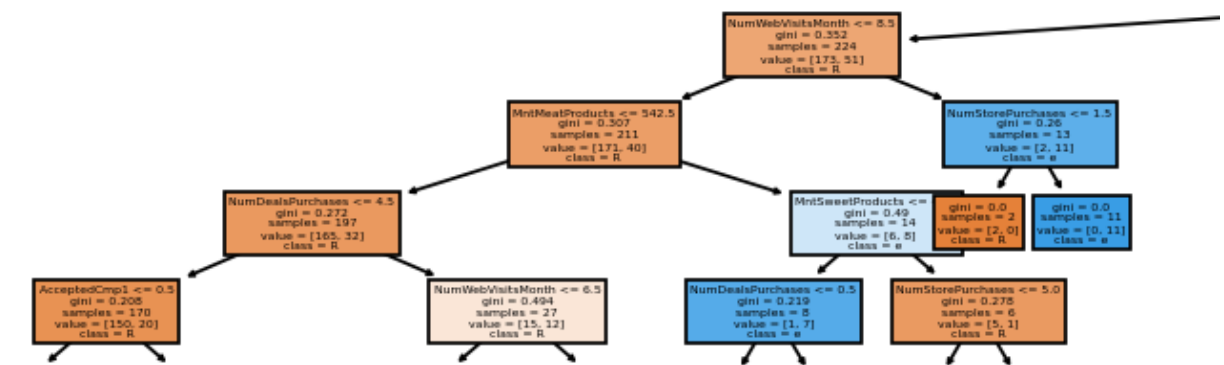 NumWebVisitsMonth <= 8.5
gini = 0.352
samples = 224
value = [173, 51]
class = R
MntMeatProducts <= 542.5
gini = 0.307
samples = 211
value = [171, 40]
class = R
NumStorePurchases <= 1.5
gini = 0.26
samples = 13
value = [2, 11]
class = e
NumDealsPurchases <= 4.5
gini = 0.272
samples = 197
value = [165, 32]
class = R
MntSweetProducts <=
gini = 0.49
samples = 14
value = [6, 8]
class = e
gini = 0.0
samples = 2
value = [2, 0]
class = R
gini = 0.0
samples = 11
value = [0, 11]
class = e
AcceptedCmp1 <= 0.5
gini = 0.208
samples = 170
value = [150, 20]
class = R
NumWebVisitsMonth <= 6.5
gini = 0.494
samples = 27
value = [15, 12]
class = R
NumDealsPurchases <= 0.5
gini = 0.219
samples = 8
value = [1, 7]
class = e
NumStorePurchases <= 5.0
gini = 0.278
samples = 6
value = [5, 1]
class = R